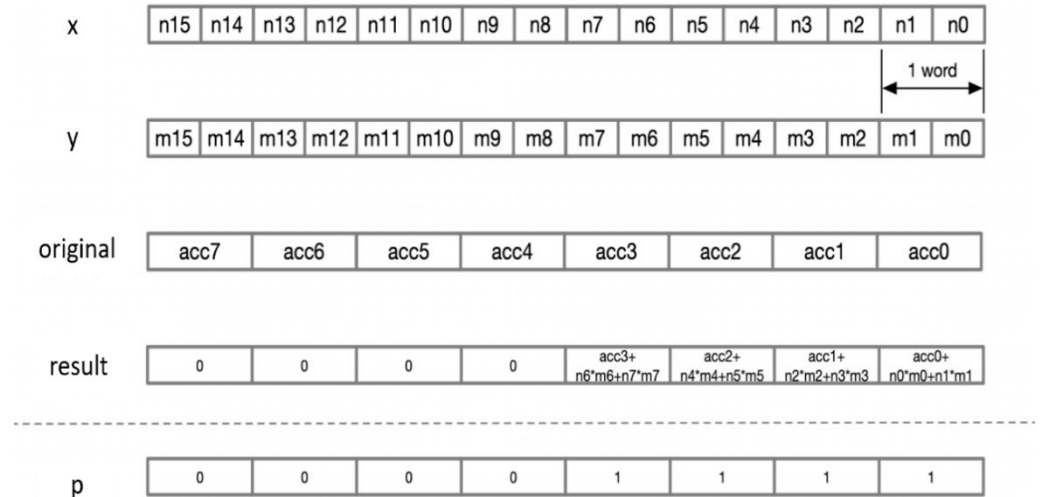 x n15 n14 n13 n12 n11 n10 n9 n8 n7 n6 n5 n4 n3 n2 n1 n0
1 word
y m15 m14 m13 m12 m11 m10 m9 m8 m7 m6 m5 m4 m3 m2 m1 m0
original acc7 acc6 acc5 acc4 acc3 acc2 acc1 acc0
result 0 0 0 0 acc3+ n6*m6+n7*m7 acc2+ n4*m4+n5*m5 acc1+ n2*m2+n3*m3 acc0+ n0*m0+n1*m1
p 0 0 0 0 1 1 1 1